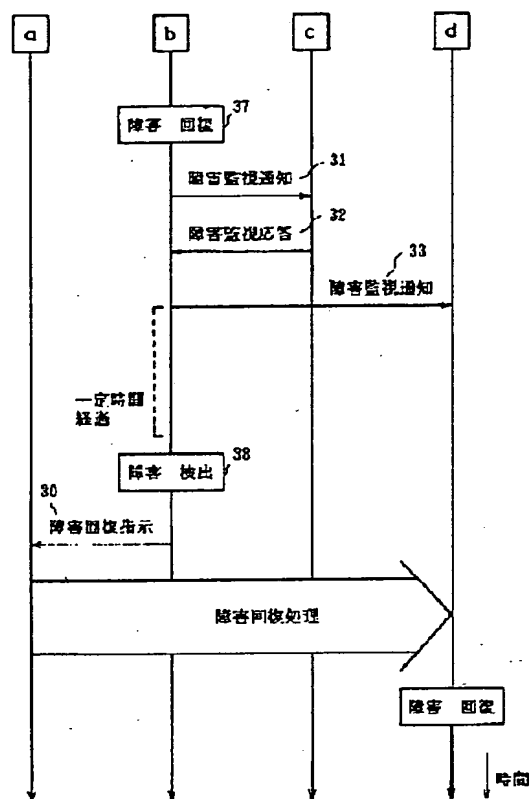 a
b
c
d
障害 回復
37
31
障害監視通知
32
障害監視応答
33
障害監視通知
一定時間
経過
障害 検出
38
30
障害回復指示
障害回復処理
障害 回復
時間